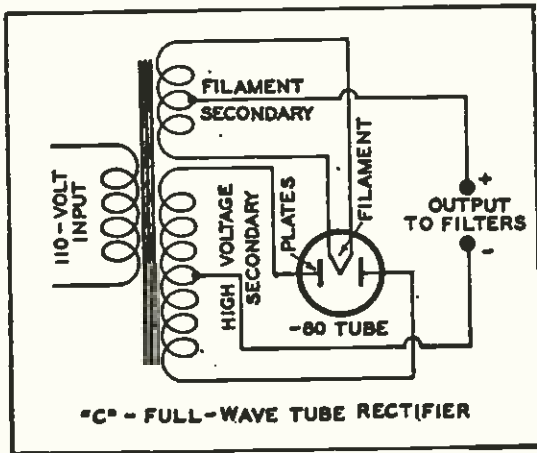 FILAMENT
SECONDARY
110-VOLT
INPUT
HIGH VOLTAGE
SECONDARY
PLATES
FILAMENT
+
OUTPUT
TO FILTERS
-
-80 TUBE
"C" - FULL-WAVE TUBE RECTIFIER